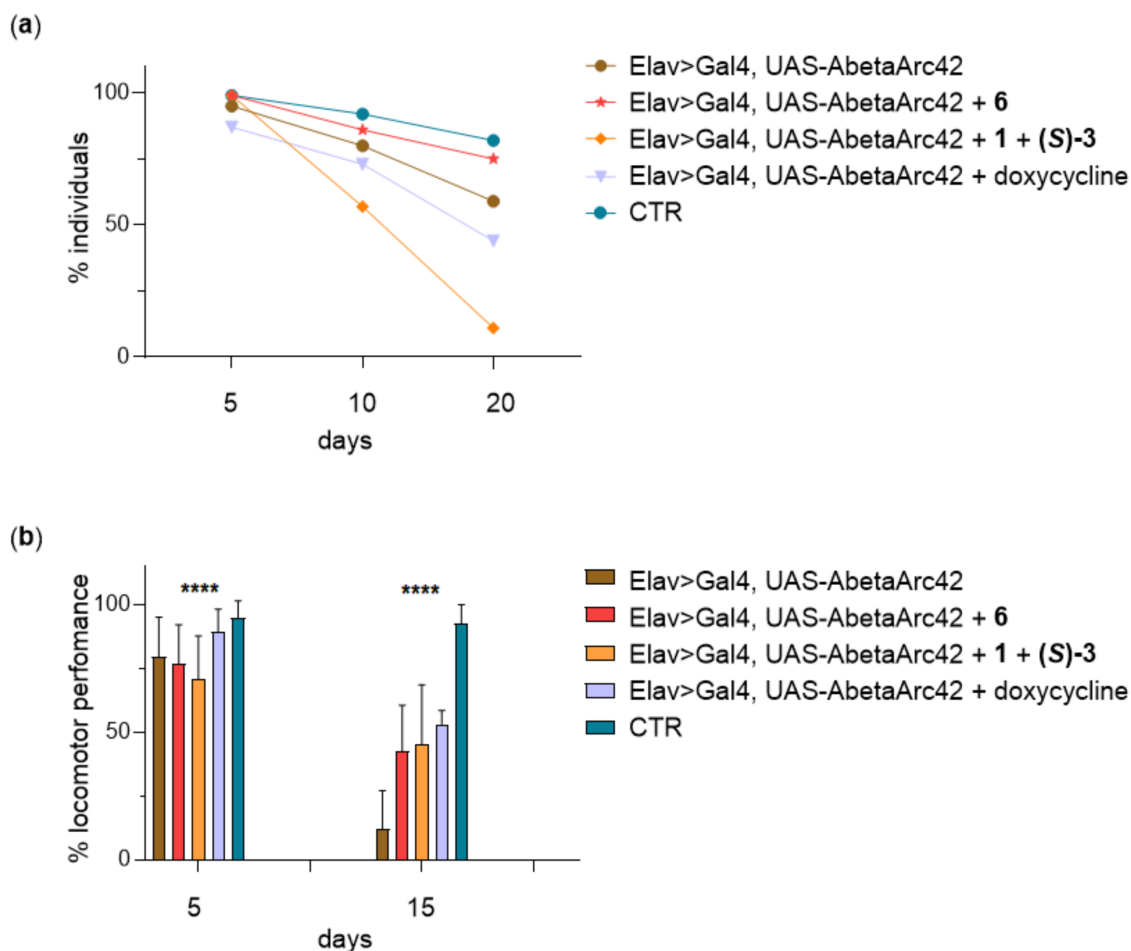 (a)
% individuals
100
50
0
5 10 20
days
Elav>Gal4, UAS-AbetaArc42
Elav>Gal4, UAS-AbetaArc42 + 6
Elav>Gal4, UAS-AbetaArc42 + 1 + (S)-3
Elav>Gal4, UAS-AbetaArc42 + doxycycline
CTR
(b)
% locomotor perfomance
100
50
0
**** ****
5 15
days
Elav>Gal4, UAS-AbetaArc42
Elav>Gal4, UAS-AbetaArc42 + 6
Elav>Gal4, UAS-AbetaArc42 + 1 + (S)-3
Elav>Gal4, UAS-AbetaArc42 + doxycycline
CTR